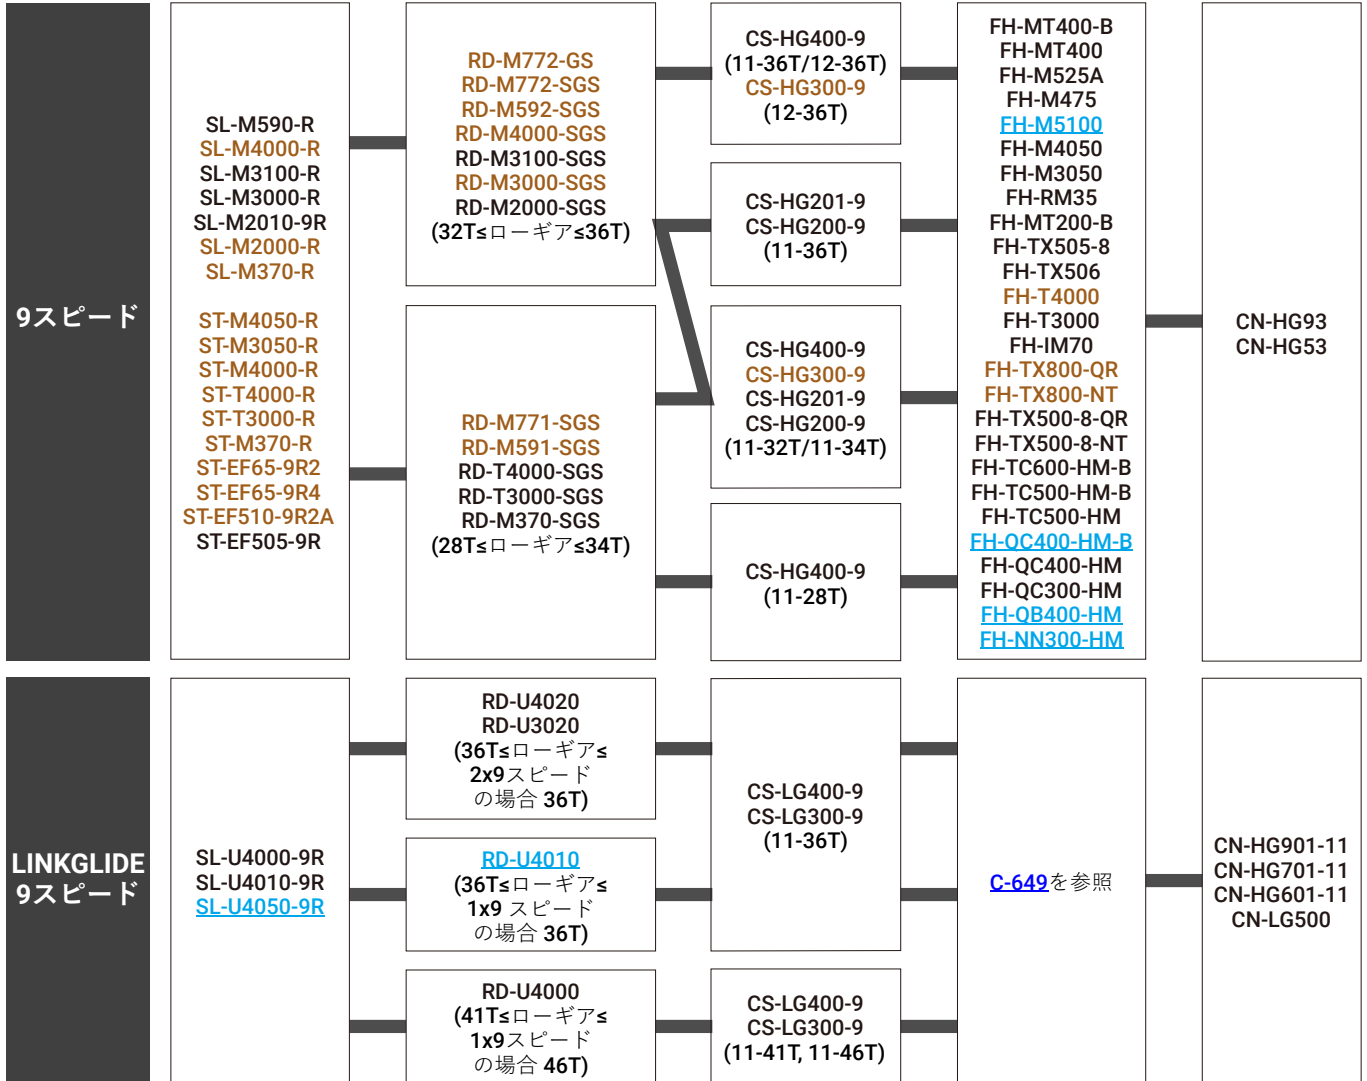 9スピード
SL-M590-R
SL-M4000-R
SL-M3100-R
SL-M3000-R
SL-M2010-9R
SL-M2000-R
SL-M370-R
ST-M4050-R
ST-M3050-R
ST-M4000-R
ST-T4000-R
ST-T3000-R
ST-M370-R
ST-EF65-9R2
ST-EF65-9R4
ST-EF510-9R2A
ST-EF505-9R
RD-M772-GS
RD-M772-SGS
RD-M592-SGS
RD-M4000-SGS
RD-M3100-SGS
RD-M3000-SGS
RD-M2000-SGS
(32T≤ローギア≤36T)
RD-M771-SGS
RD-M591-SGS
RD-T4000-SGS
RD-T3000-SGS
RD-M370-SGS
(28T≤ローギア≤34T)
CS-HG400-9
(11-36T/12-36T)
CS-HG300-9
(12-36T)
CS-HG201-9
CS-HG200-9
(11-36T)
CS-HG400-9
CS-HG300-9
CS-HG201-9
CS-HG200-9
(11-32T/11-34T)
CS-HG400-9
(11-28T)
FH-MT400-B
FH-MT400
FH-M525A
FH-M475
FH-M5100
FH-M4050
FH-M3050
FH-RM35
FH-MT200-B
FH-TX505-8
FH-TX506
FH-T4000
FH-T3000
FH-IM70
FH-TX800-QR
FH-TX800-NT
FH-TX500-8-QR
FH-TX500-8-NT
FH-TC600-HM-B
FH-TC500-HM-B
FH-TC500-HM
FH-QC400-HM-B
FH-QC400-HM
FH-QC300-HM
FH-QB400-HM
FH-NN300-HM
CN-HG93
CN-HG53
LINKGLIDE
9スピード
SL-U4000-9R
SL-U4010-9R
SL-U4050-9R
RD-U4020
RD-U3020
(36T≤ローギア≤
2x9スピード
の場合 36T)
RD-U4010
(36T≤ローギア≤
1x9 スピード
の場合 36T)
RD-U4000
(41T≤ローギア≤
1x9スピード
の場合 46T)
CS-LG400-9
CS-LG300-9
(11-36T)
CS-LG400-9
CS-LG300-9
(11-41T, 11-46T)
C-649を参照
CN-HG901-11
CN-HG701-11
CN-HG601-11
CN-LG500